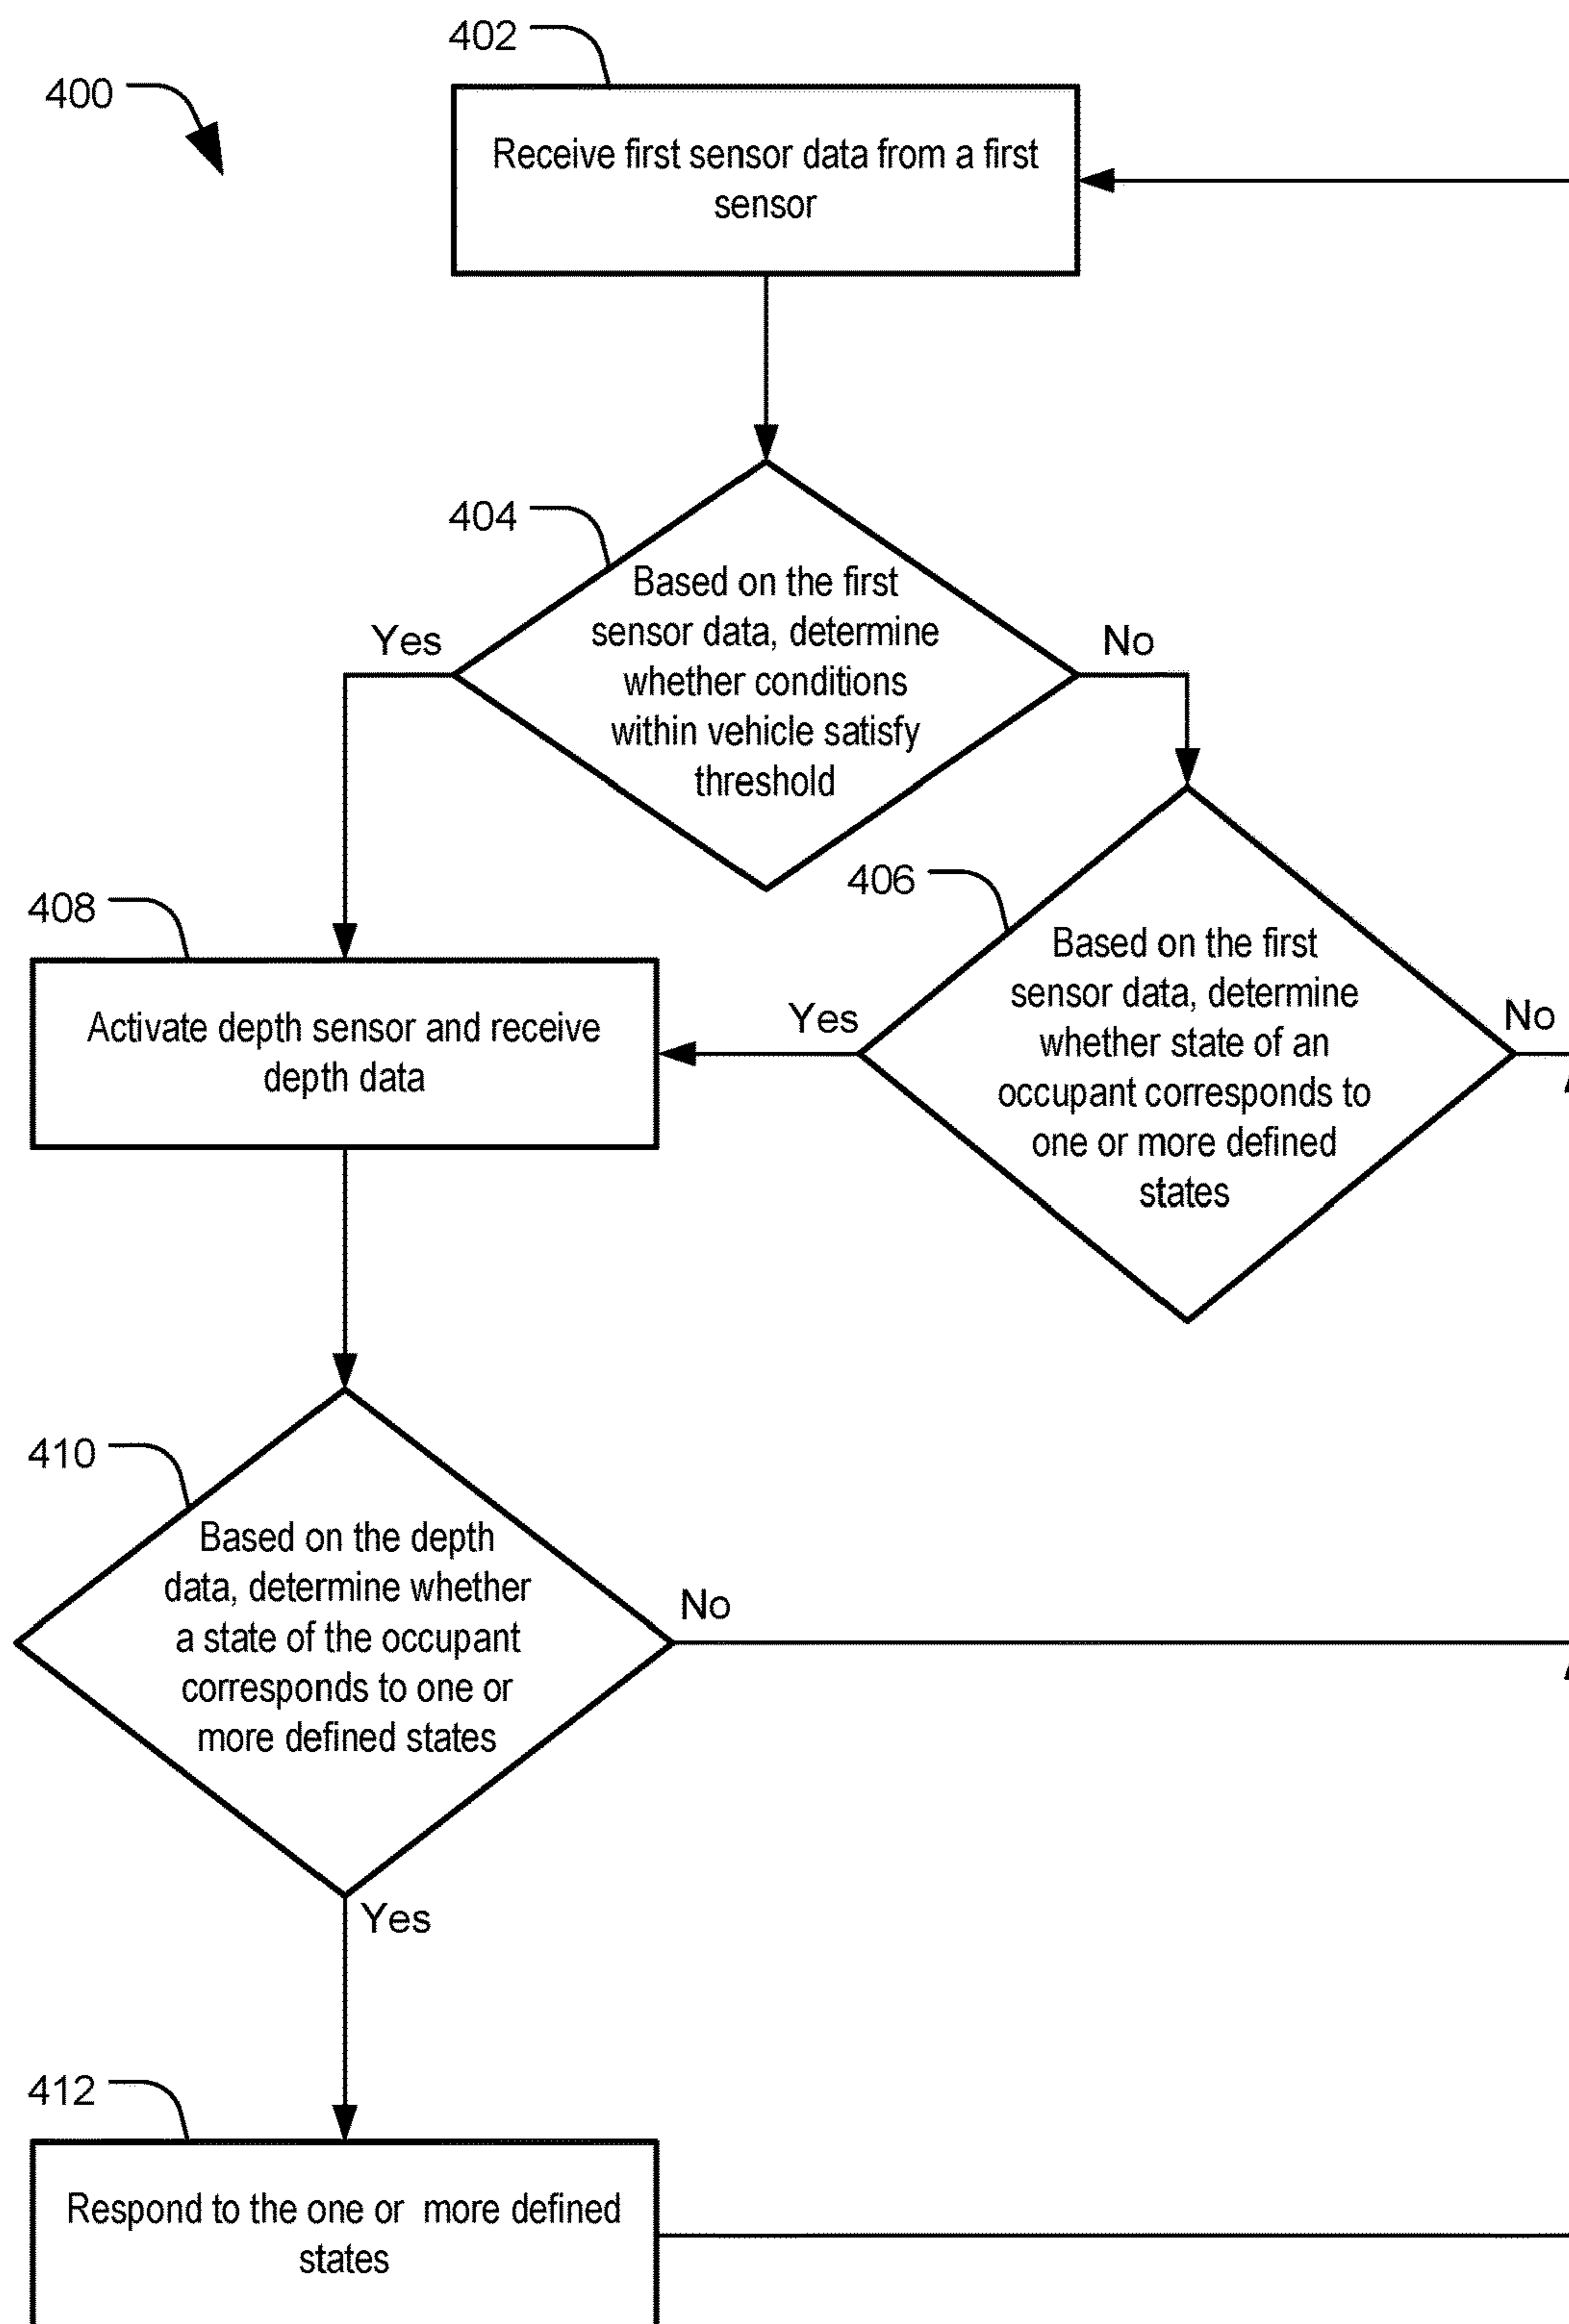 402
400
Receive first sensor data from a first
sensor
404
Based on the first
sensor data, determine
whether conditions
within vehicle satisfy
threshold
Yes
No
406
Based on the first
sensor data, determine
whether state of an
occupant corresponds to
one or more defined
states
Yes
No
408
Activate depth sensor and receive
depth data
410
Based on the depth
data, determine whether
a state of the occupant
corresponds to one or
more defined states
No
Yes
412
Respond to the one or more defined
states